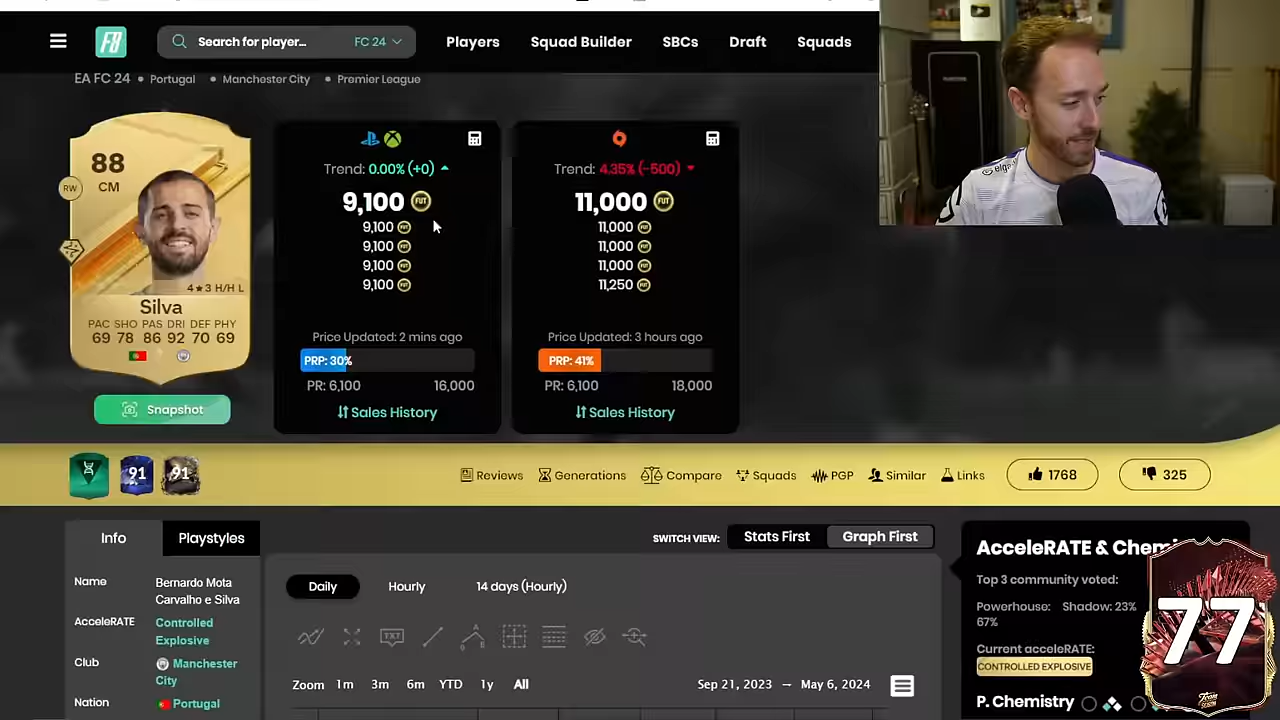 Search for player...
FC 24
Players
Squad Builder
SBCs
Draft
Squads
EA FC 24
Portugal
Manchester City
Premier League
88
CM
RW
4★3 H/H L
Silva
PAC SHO PAS DRI DEF PHY
69 78 86 92 70 69
Snapshot
Trend: 0.00% (+0)
9,100
9,100
9,100
9,100
9,100
Price Updated: 2 mins ago
PRP: 30%
PR: 6,100
16,000
Sales History
Trend: 4.35% (-500)
11,000
11,000
11,000
11,000
11,250
Price Updated: 3 hours ago
PRP: 41%
PR: 6,100
18,000
Sales History
91
91
Reviews
Generations
Compare
Squads
PGP
Similar
Links
1768
325
Info
Playstyles
SWITCH VIEW:
Stats First
Graph First
Name
Bernardo Mota
Carvalho e Silva
AcceleRATE
Controlled
Explosive
Club
Manchester
City
Nation
Portugal
Daily
Hourly
14 days (Hourly)
TXT
Zoom
1m
3m
6m
YTD
1y
All
Sep 21, 2023 – May 6, 2024
AcceleRATE & Chem
Top 3 community voted:
Powerhouse:
67%
Shadow: 23%
Current acceleRATE:
CONTROLLED EXPLOSIVE
P. Chemistry
77